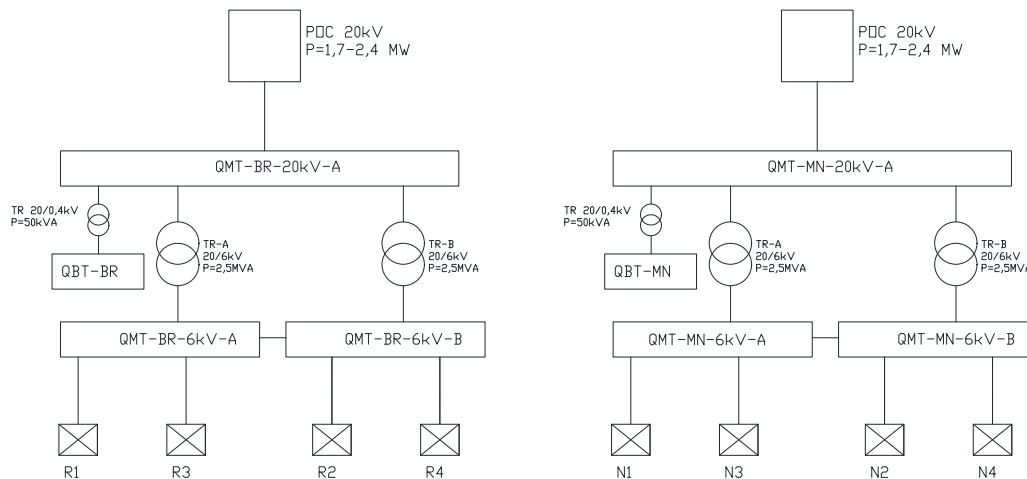 POC 20kV
P=1,7-2,4 MW
QMT-BR-20kV-A
TR 20/0,4kV
P=50kVA
TR-A
20/6kV
P=2,5MVA
TR-B
20/6kV
P=2,5MVA
QBT-BR
QMT-BR-6kV-A
QMT-BR-6kV-B
R1
R3
R2
R4
POC 20kV
P=1,7-2,4 MW
QMT-MN-20kV-A
TR 20/0,4kV
P=50kVA
TR-A
20/6kV
P=2,5MVA
TR-B
20/6kV
P=2,5MVA
QBT-MN
QMT-MN-6kV-A
QMT-MN-6kV-B
N1
N3
N2
N4